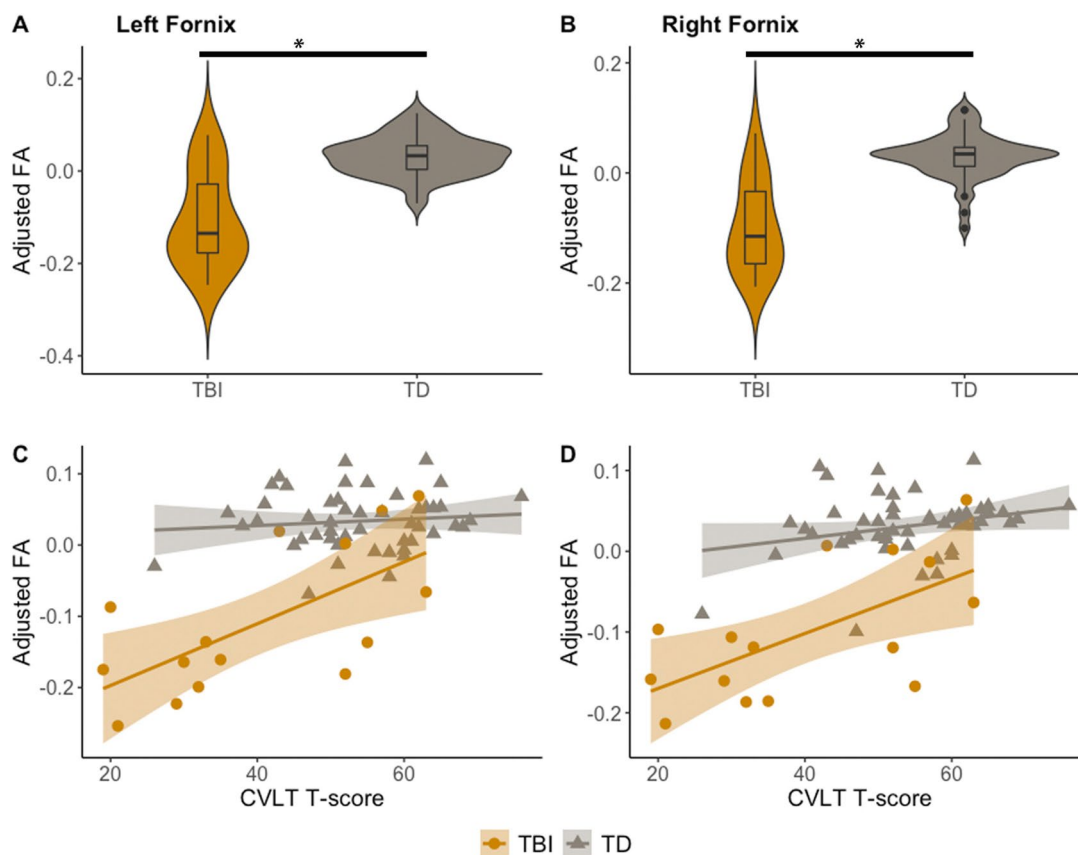 A Left Fornix
B Right Fornix
*
*
Adjusted FA
0.2
0.0
-0.2
-0.4
TBI TD
Adjusted FA
0.2
0.0
-0.2
TBI TD
C
D
Adjusted FA
0.1
0.0
-0.1
-0.2
20 40 60
CVLT T-score
Adjusted FA
0.1
0.0
-0.1
-0.2
20 40 60
CVLT T-score
TBI TD